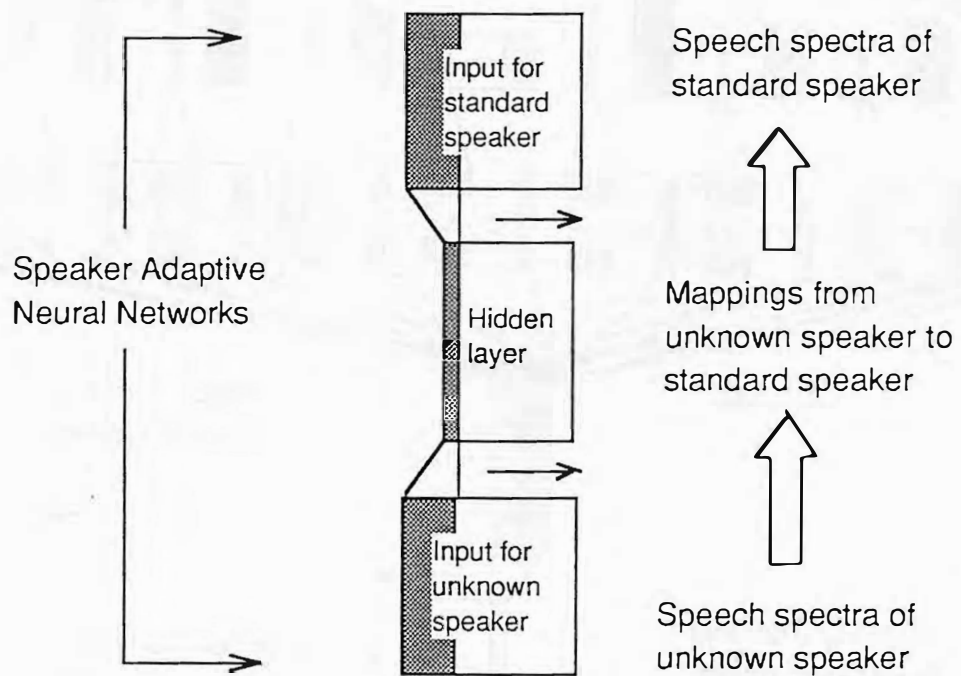 Input for
standard
speaker
Speech spectra of
standard speaker
Speaker Adaptive
Neural Networks
Hidden
layer
Mappings from
unknown speaker to
standard speaker
Input for
unknown
speaker
Speech spectra of
unknown speaker